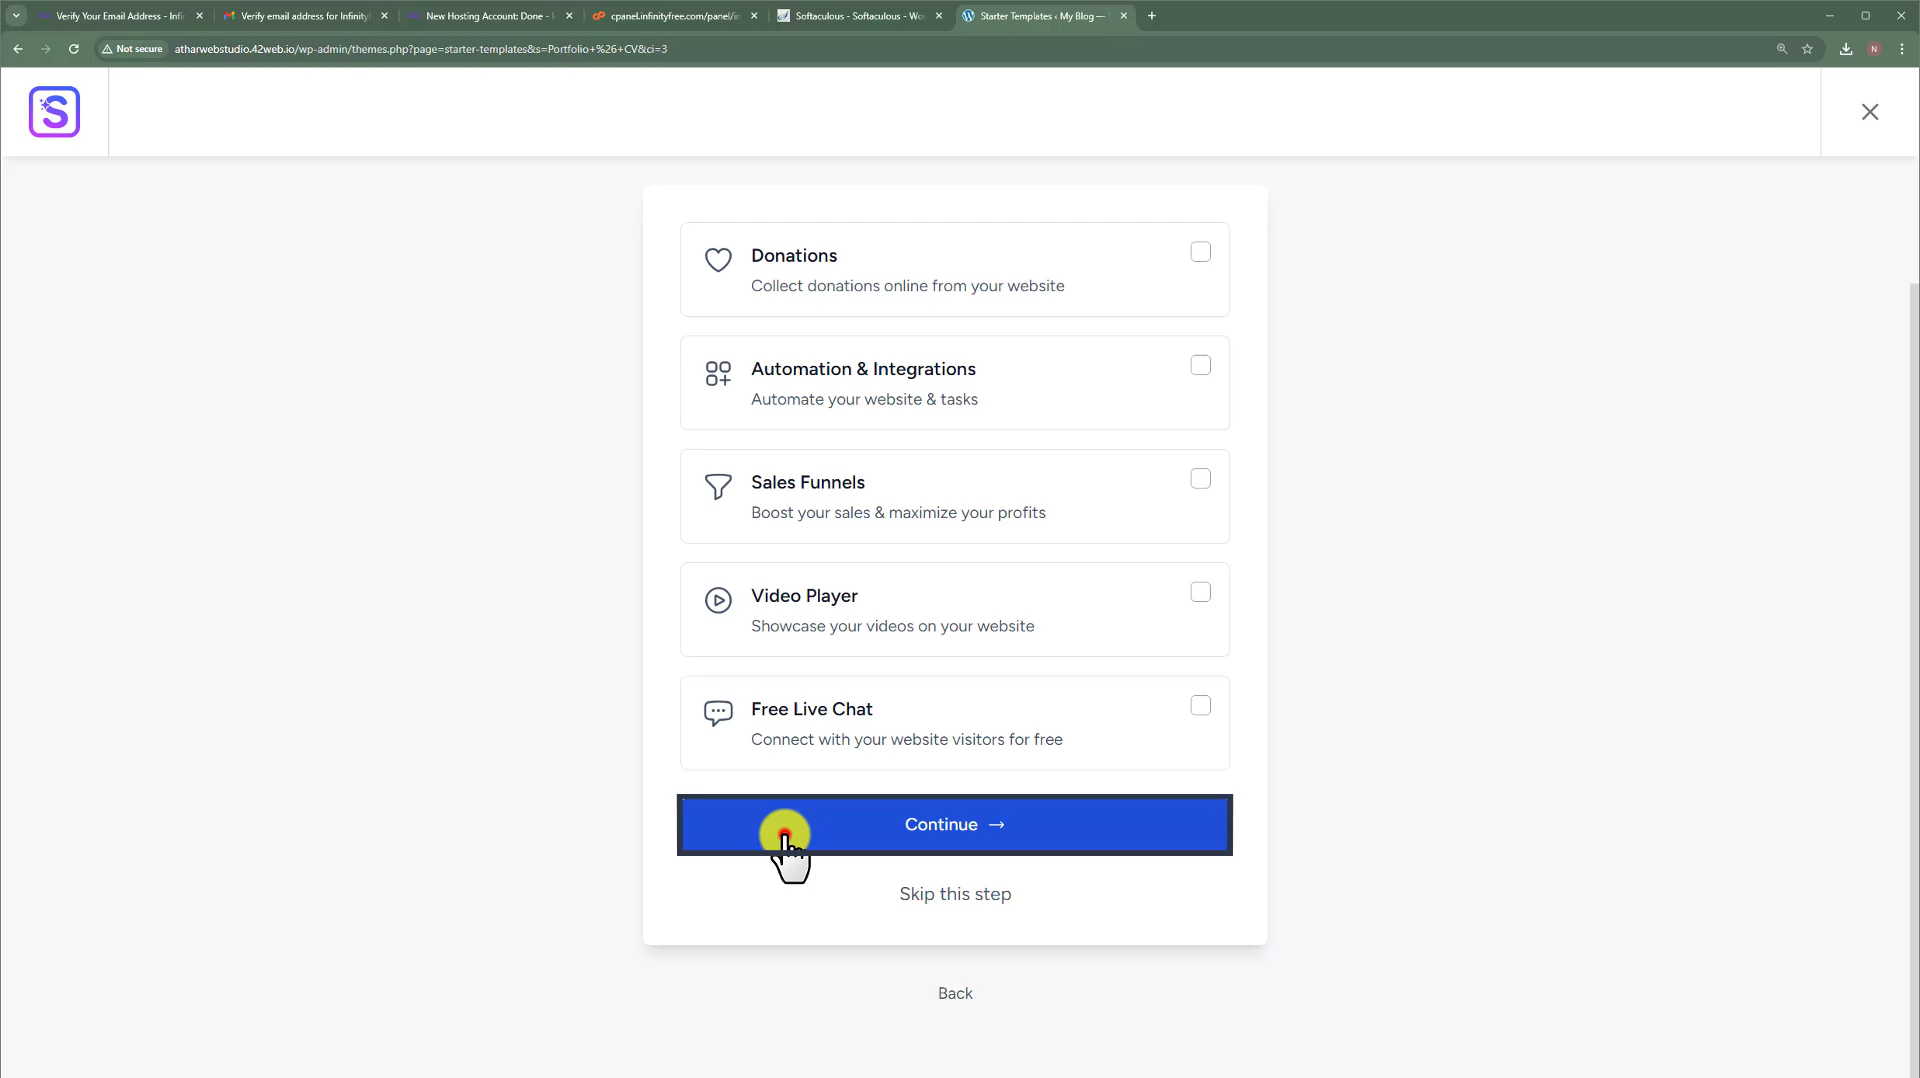 Verify Your Email Address - Infi
Verify email address for Infinity
New Hosting Account: Done - I
cpanel.infinityfree.com/panel/i
Softaculous - Softaculous - Wo
Starter Templates ‹ My Blog —
Not secure
atharwebstudio.42web.io/wp-admin/themes.php?page=starter-templates&s=Portfolio+%26+CV&ci=3
N
S
Donations
Collect donations online from your website
Automation & Integrations
Automate your website & tasks
Sales Funnels
Boost your sales & maximize your profits
Video Player
Showcase your videos on your website
Free Live Chat
Connect with your website visitors for free
Continue →
Skip this step
Back